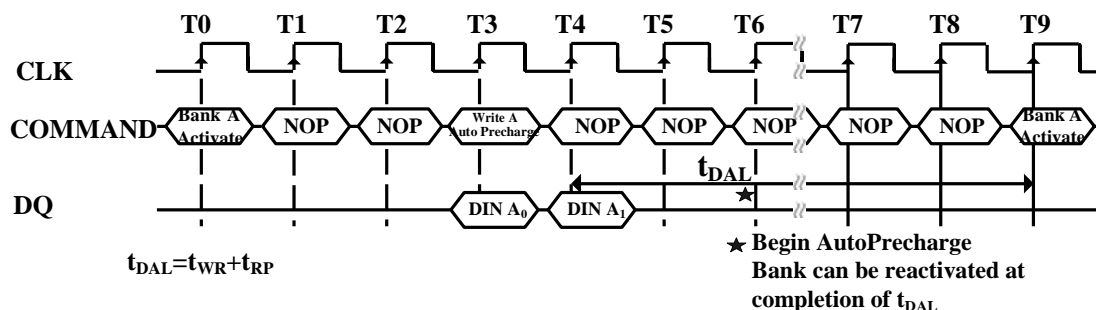 T0 T1 T2 T3 T4 T5 T6 T7 T8 T9
CLK
COMMAND Bank A Activate NOP NOP Write A Auto Precharge NOP NOP NOP NOP NOP Bank A Activate
tDAL
DQ DIN A0 DIN A1
★ Begin AutoPrecharge
tDAL=tWR+tRP
Bank can be reactivated at
completion of tDAL